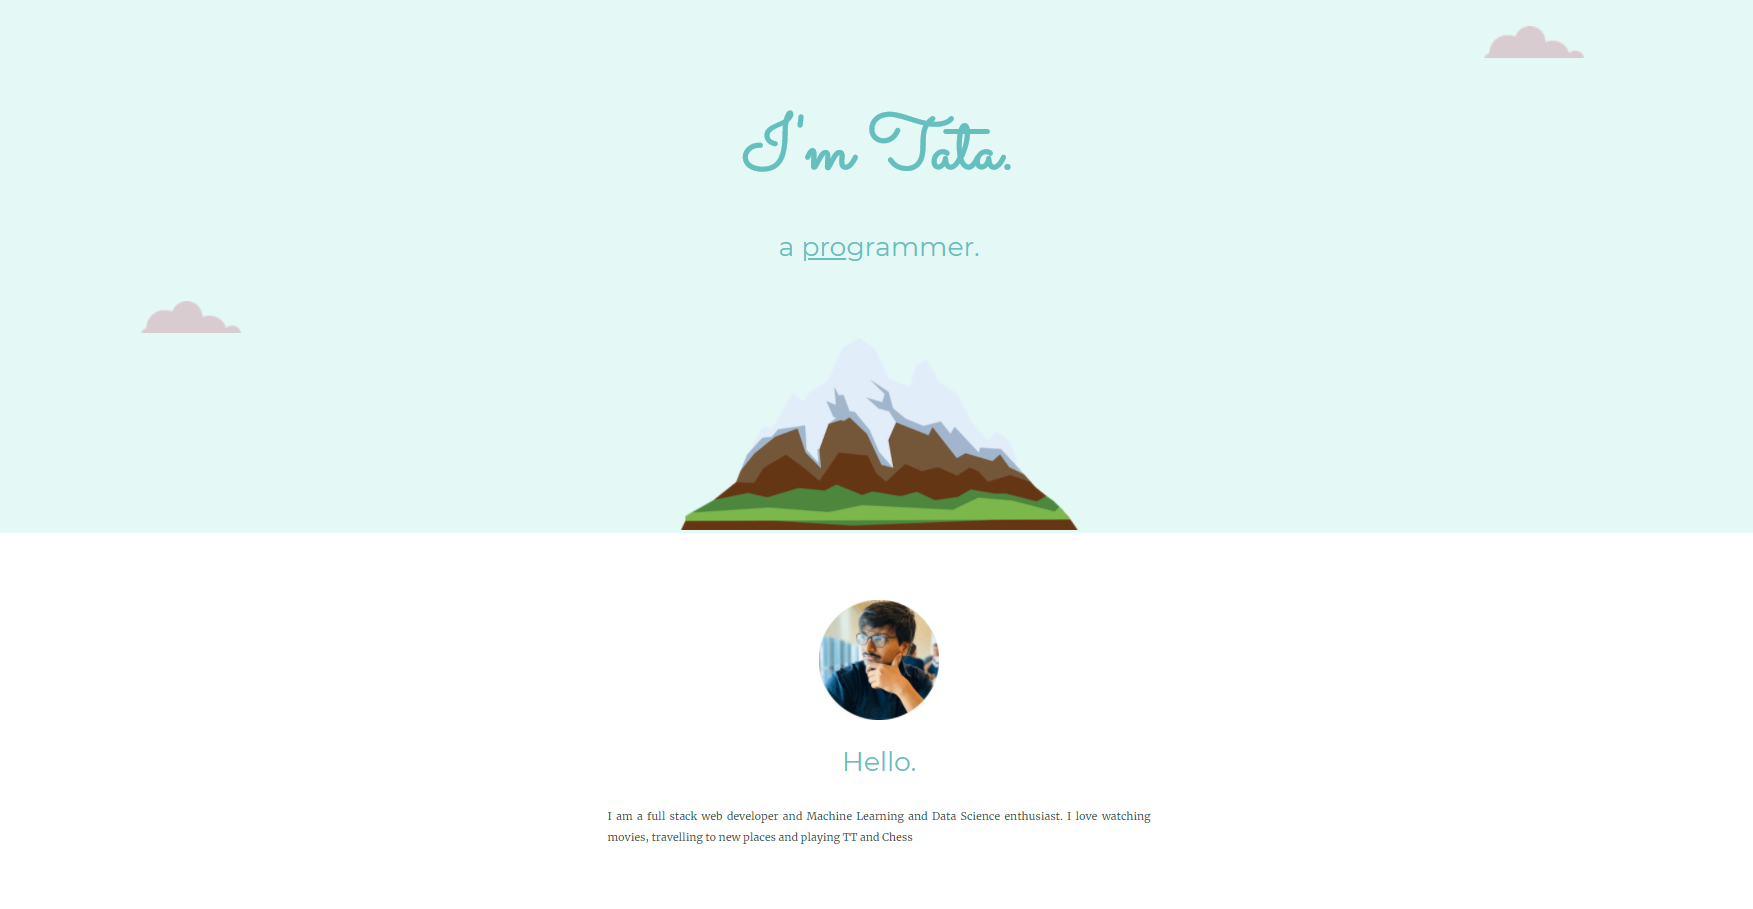 I'm Tata.
a programmer.
Hello.
I am a full stack web developer and Machine Learning and Data Science enthusiast. I love watching
movies, travelling to new places and playing TT and Chess